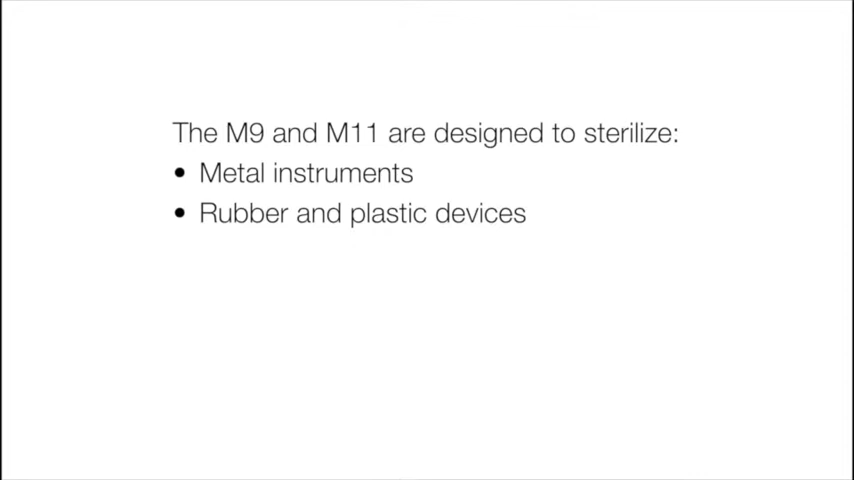 The M9 and M11 are designed to sterilize:
• Metal instruments
• Rubber and plastic devices